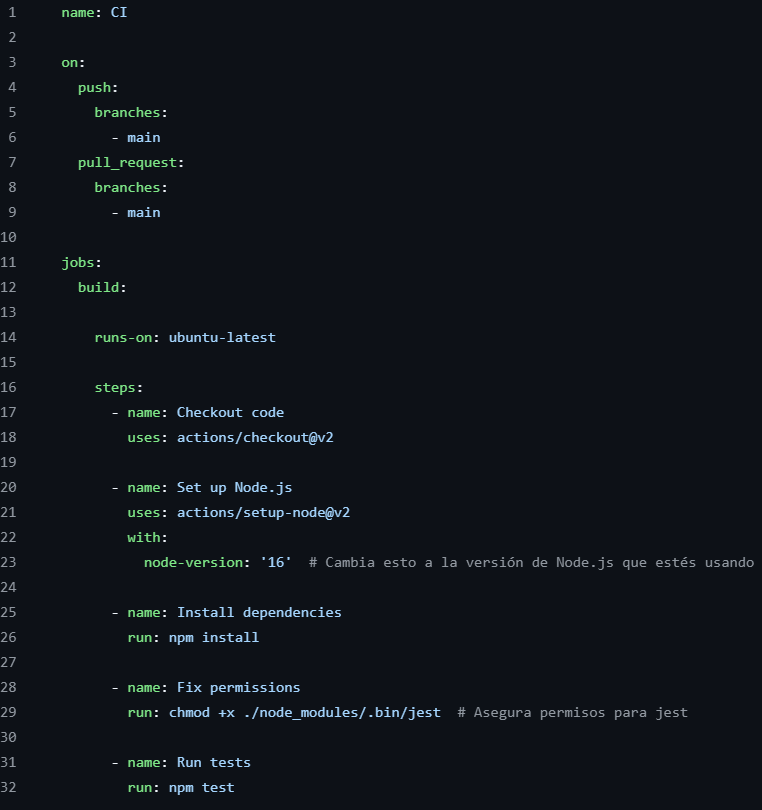 1 name: CI
2
3 on:
4 push:
5 branches:
6 - main
7 pull_request:
8 branches:
9 - main
10
11 jobs:
12 build:
13
14 runs-on: ubuntu-latest
15
16 steps:
17 - name: Checkout code
18 uses: actions/checkout@v2
19
20 - name: Set up Node.js
21 uses: actions/setup-node@v2
22 with:
23 node-version: '16'  # Cambia esto a la versión de Node.js que estés usando
24
25 - name: Install dependencies
26 run: npm install
27
28 - name: Fix permissions
29 run: chmod +x ./node_modules/.bin/jest  # Asegura permisos para jest
30
31 - name: Run tests
32 run: npm test